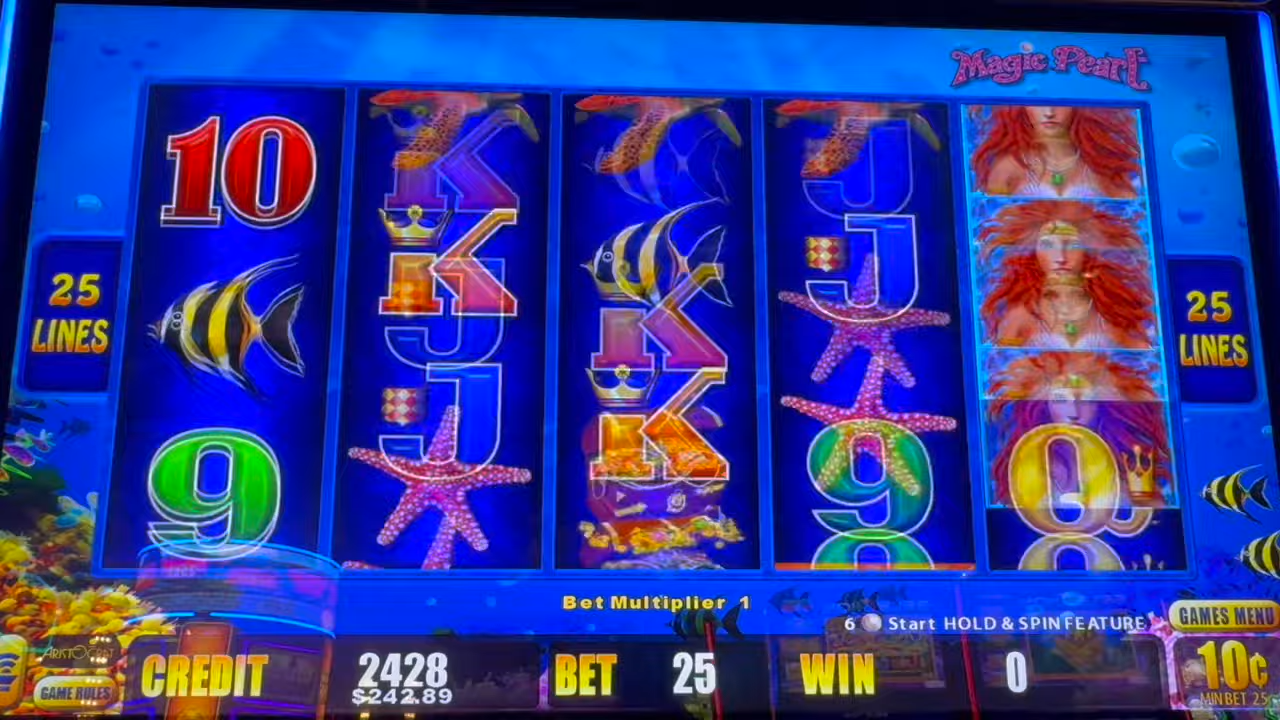 Magic Pearl
10
K
J
K
J
25
LINES
25
LINES
K
J
K
9
9
Q
Bet Multiplier 1
6 Start HOLD & SPIN FEATURE
GAMES MENU
ARISTOCRAT
GAME RULES
CREDIT
2428
$242.89
BET
25
WIN
0
10¢
MIN BET 25